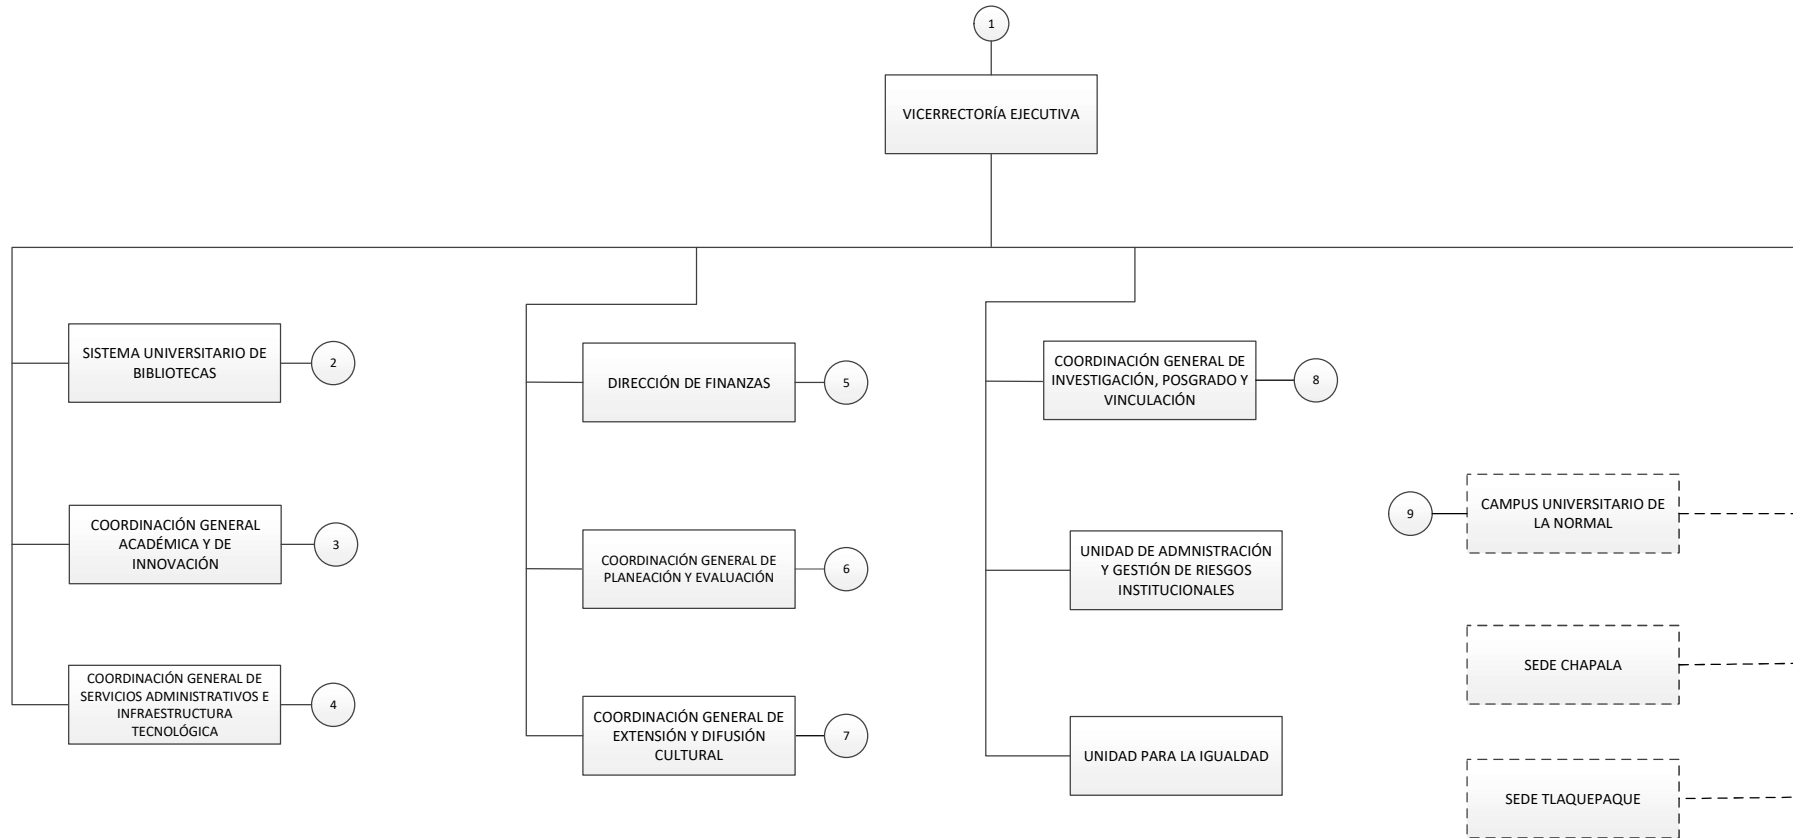 1
VICERRECTORÍA EJECUTIVA
SISTEMA UNIVERSITARIO DE
BIBLIOTECAS
2
COORDINACIÓN GENERAL
ACADÉMICA Y DE
INNOVACIÓN
3
COORDINACIÓN GENERAL DE
SERVICIOS ADMINISTRATIVOS E
INFRAESTRUCTURA
TECNOLÓGICA
4
DIRECCIÓN DE FINANZAS
5
COORDINACIÓN GENERAL DE
PLANEACIÓN Y EVALUACIÓN
6
COORDINACIÓN GENERAL DE
EXTENSIÓN Y DIFUSIÓN
CULTURAL
7
COORDINACIÓN GENERAL DE
INVESTIGACIÓN, POSGRADO Y
VINCULACIÓN
8
UNIDAD DE ADMNISTRACIÓN
Y GESTIÓN DE RIESGOS
INSTITUCIONALES
UNIDAD PARA LA IGUALDAD
9
CAMPUS UNIVERSITARIO DE
LA NORMAL
SEDE CHAPALA
SEDE TLAQUEPAQUE